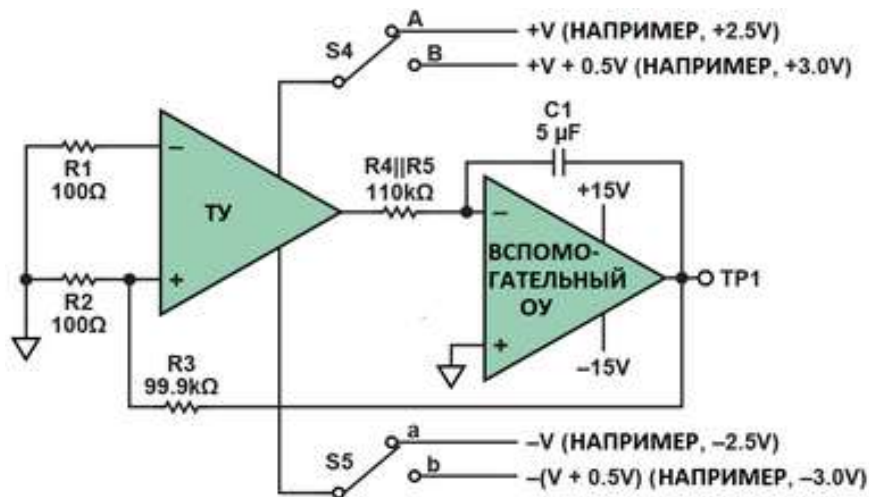 S4
A
+V (НАПРИМЕР, +2.5V)
B
+V + 0.5V (НАПРИМЕР, +3.0V)
C1
5 µF
R1
100Ω
–
ТУ
+
R4||R5
110kΩ
+15V
–
ВСПОМО-
ГАТЕЛЬНЫЙ
ОУ
+
–15V
TP1
R2
100Ω
R3
99.9kΩ
S5
a
–V (НАПРИМЕР, –2.5V)
b
–(V + 0.5V) (НАПРИМЕР, –3.0V)